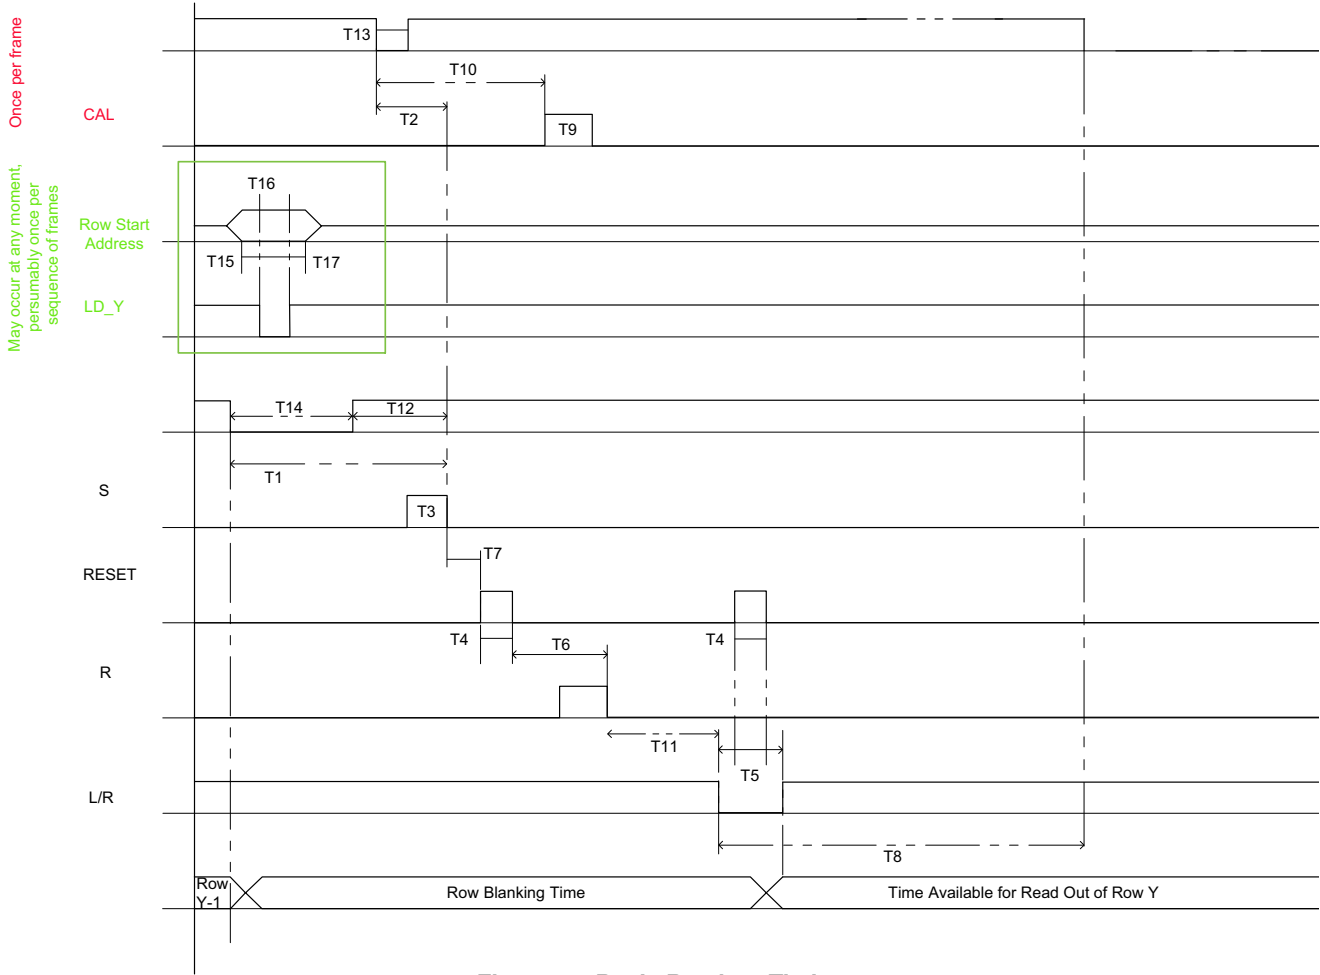 Once per frame
T13
T10
T2
CAL
T9
May occur at any moment,
persumably once per
sequence of frames
T16
Row Start
Address
T15
T17
LD_Y
T14
T12
T1
S
T3
T7
RESET
T4
T6
T4
R
T11
T5
L/R
T8
Row
Y-1
Row Blanking Time
Time Available for Read Out of Row Y